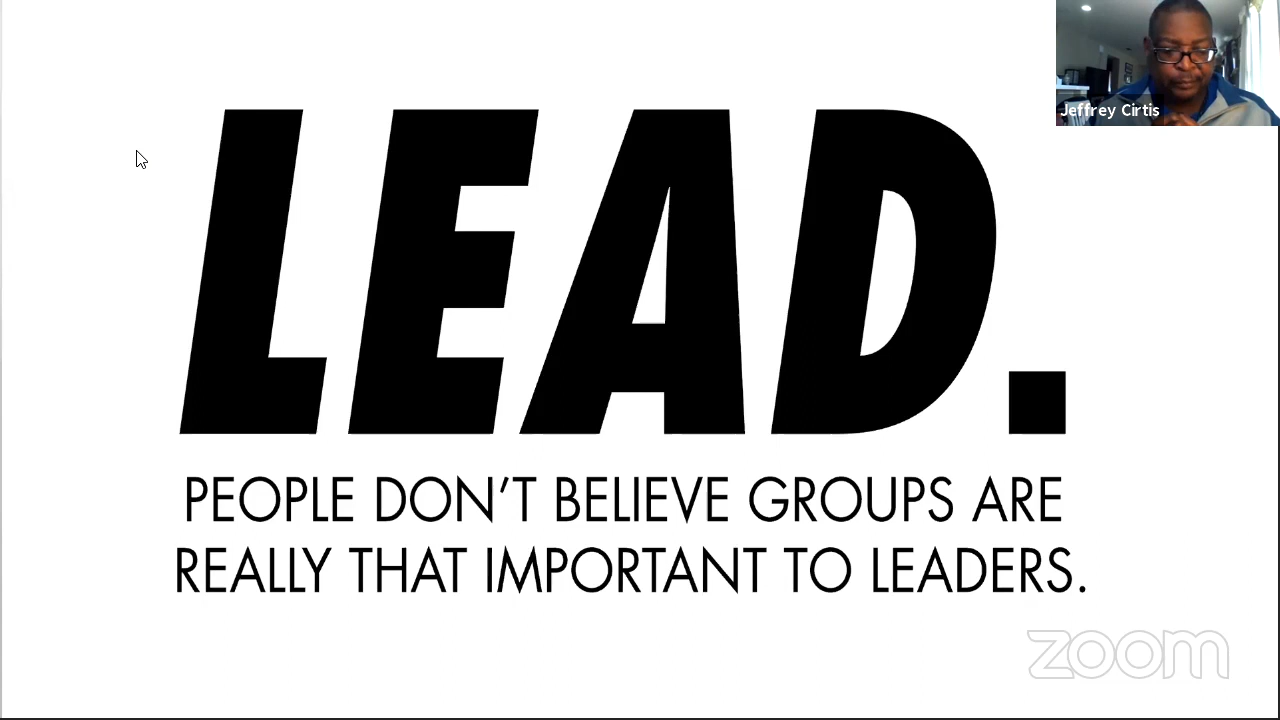 Jeffrey Cirtis
LEAD.
PEOPLE DON’T BELIEVE GROUPS ARE
REALLY THAT IMPORTANT TO LEADERS.
zoom